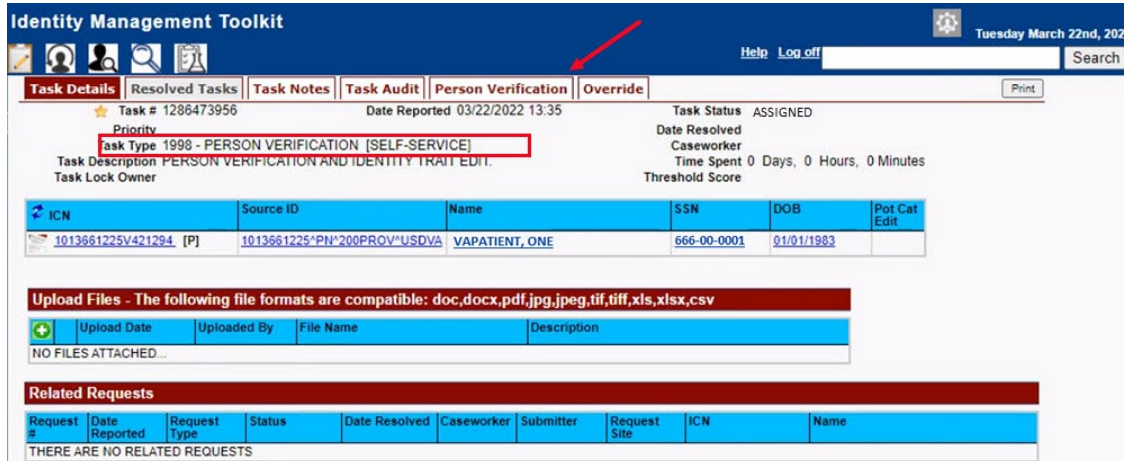 Identity Management Toolkit
Tuesday March 22nd, 202
Help Log off Search
Task Details Resolved Tasks Task Notes Task Audit Person Verification Override Print
Task # 1286473956 Date Reported 03/22/2022 13:35 Task Status ASSIGNED
Priority Date Resolved
Task Type 1998 - PERSON VERIFICATION [SELF-SERVICE] Caseworker
Task Description PERSON VERIFICATION AND IDENTITY TRAIT EDIT. Time Spent 0 Days, 0 Hours, 0 Minutes
Task Lock Owner Threshold Score
ICN Source ID Name SSN DOB Pot Cat Edit
1013661225V421294 [P] 1013661225^PN^200PROV^USDVA VAPATIENT, ONE 666-00-0001 01/01/1983
Upload Files - The following file formats are compatible: doc,docx,pdf,jpg,jpeg,tif,tiff,xls,xlsx,csv
Upload Date Uploaded By File Name Description
NO FILES ATTACHED...
Related Requests
Request # Date Reported Request Type Status Date Resolved Caseworker Submitter Request Site ICN Name
THERE ARE NO RELATED REQUESTS